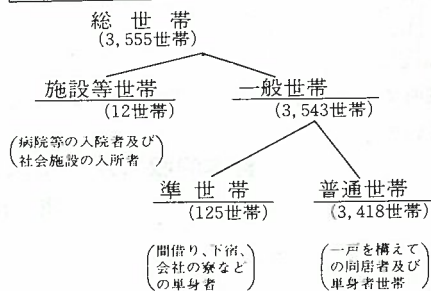 総世帯
(3,555世帯)
施設等世帯
(12世帯)
(病院等の入院者及び
社会施設の入所者)
一般世帯
(3,543世帯)
準世帯
(125世帯)
(間借り、下宿、
会社の寮など
の単身者)
普通世帯
(3,418世帯)
(一戸を構えて
の同居者及び
単身者世帯)